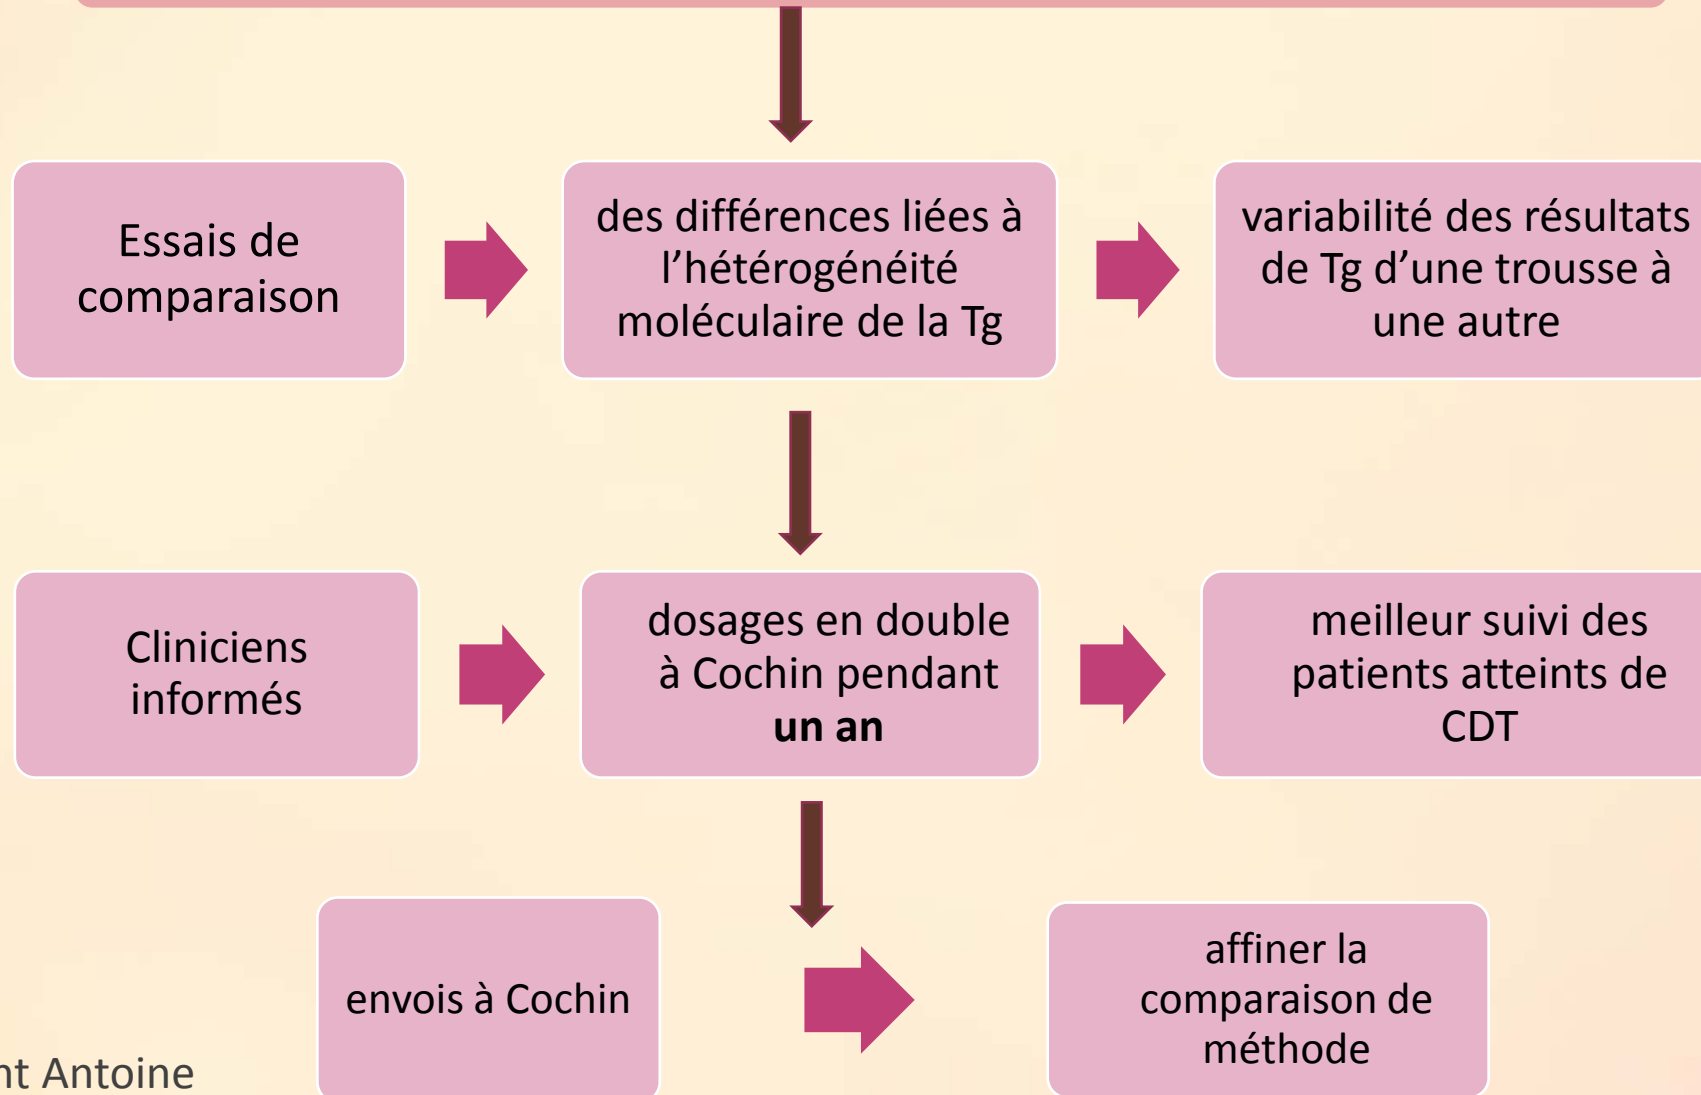 Essais de
comparaison
des différences liées à
l’hétérogénéité
moléculaire de la Tg
variabilité des résultats
de Tg d’une trousse à
une autre
Cliniciens
informés
dosages en double
à Cochin pendant
un an
meilleur suivi des
patients atteints de
CDT
envois à Cochin
affiner la
comparaison de
méthode
nt Antoine